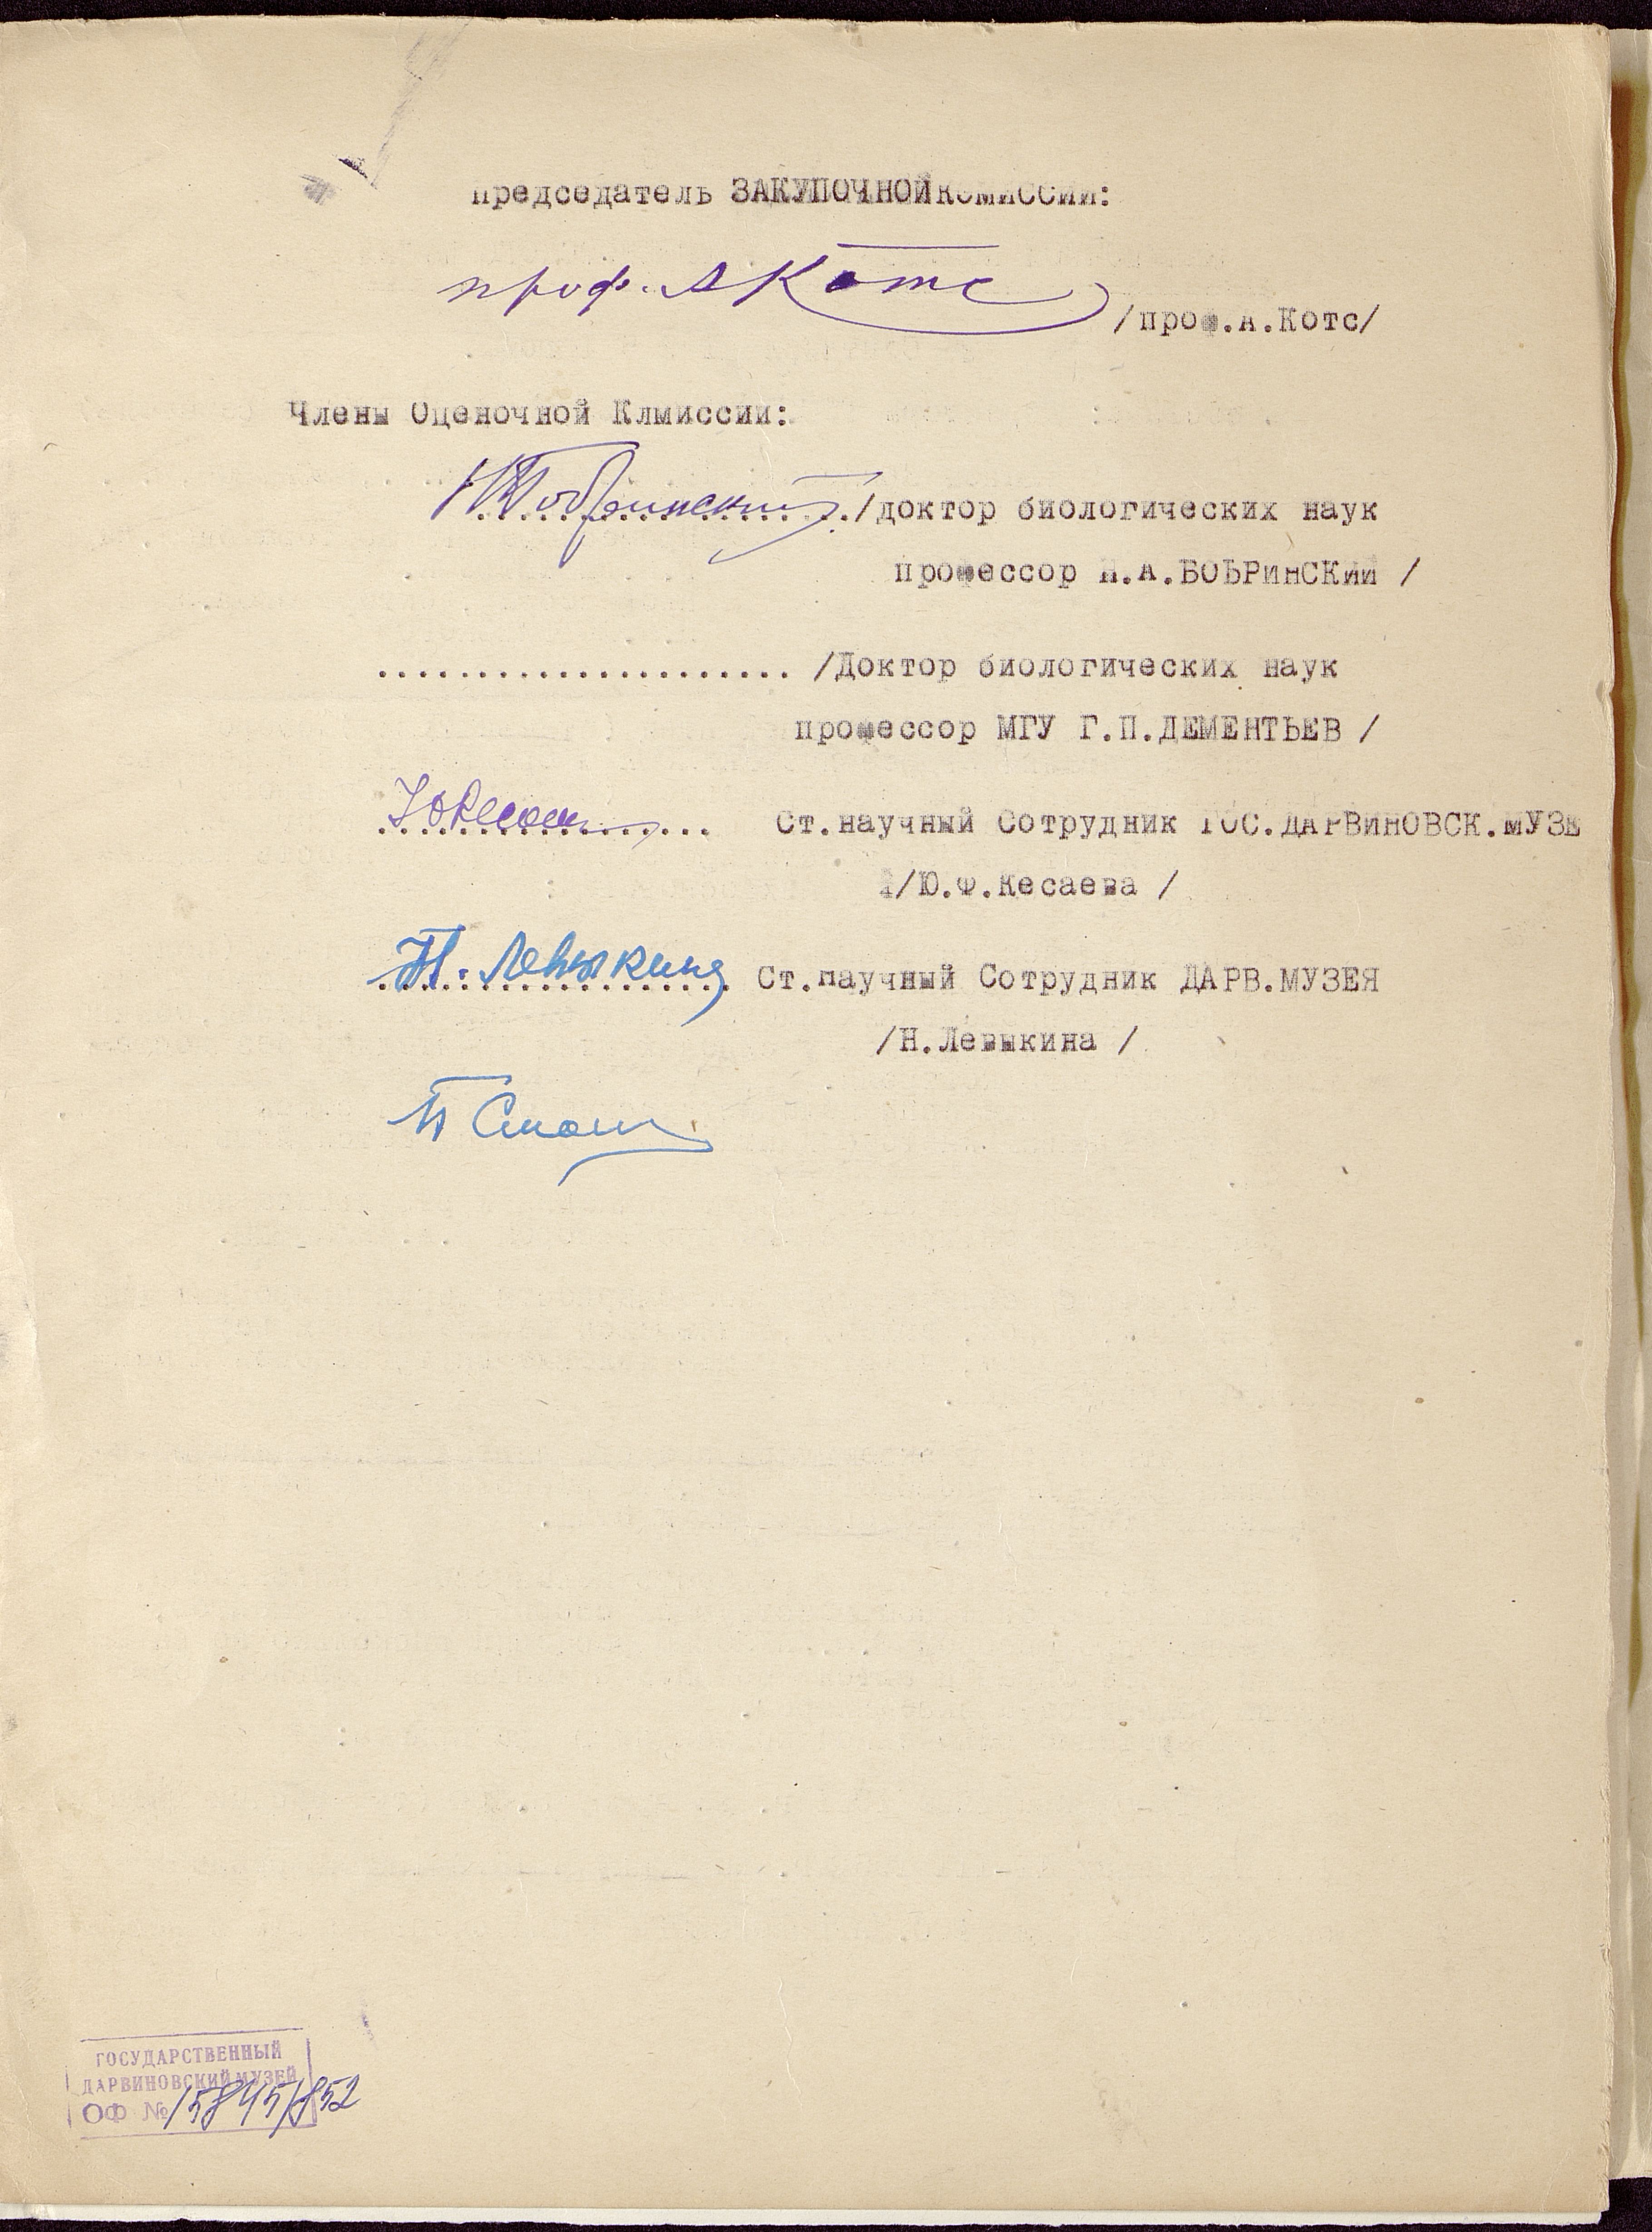 Председатель ЗАКУПОЧНОЙ комиссии:
проф. А Котс
/проф.А.Котс/
Члены Оценочной Клмиссии:
Н Бобринский
...................../доктор биологических наук
профессор Н.А.БОБРИНСКИЙ /
..................... /Доктор биологических наук
профессор МГУ Г.П.ДЕМЕНТЬЕВ /
................. Ст.научный Сотрудник ГОС.ДАРВИНОВСК.МУЗЕ
/Ю.Ф.Кесаева /
Н. Левыкина
.................. Ст.научный Сотрудник ДАРВ.МУЗЕЯ
/Н.Левыкина /
ГОСУДАРСТВЕННЫЙ
ДАРВИНОВСКИЙ МУЗЕЙ
ОФ № 15845/852